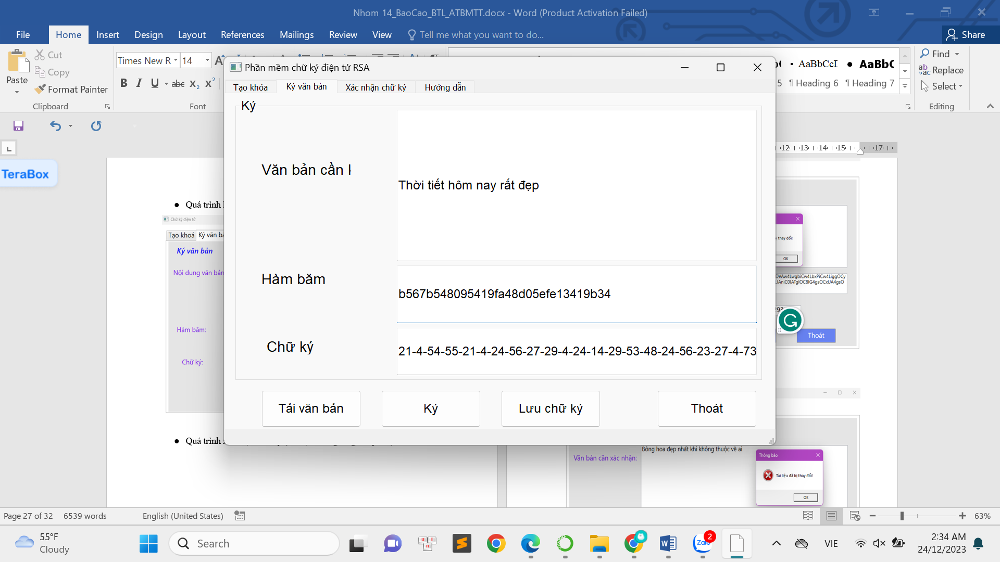 Nhom 14_BaoCao_BTL_ATBMTT.docx - Word (Product Activation Failed)
File Home Insert Design Layout References Mailings Review View Tell me what you want to do... Share
Paste Cut Copy Format Painter
Clipboard
Times New R 14
B I U abc X₂ X²
Font
AaBbCcI AaBbC
5 ¶ Heading 6 ¶ Heading 7
Find
Replace
Select
Editing
TeraBox
12 13 14 15 17
Quá trình
Chữ ký điện tử
Tạo khoá
Ký văn bản
Nội dung văn bản
Hàm băm:
Chữ ký:
Quá trình
Phần mềm chữ ký điện tử RSA
Tạo khóa Ký văn bản Xác nhận chữ ký Hướng dẫn
Ký
Văn bản cần
Thời tiết hôm nay rất đẹp
Hàm băm
b567b548095419fa48d05efe13419b34
Chữ ký
21-4-54-55-21-4-24-56-27-29-4-24-14-29-53-48-24-56-23-27-4-73
Tải văn bản Ký Lưu chữ ký Thoát
thay đổi!
OK
Thoát
Văn bản cần xác nhận:
Bông hoa đẹp nhất khi không thuộc về ai
Thông báo
Tài liệu đã bị thay đổi!
OK
Page 27 of 32 6539 words English (United States) 63%
55°F
Cloudy
Search
Zalo
2
VIE
2:34 AM
24/12/2023